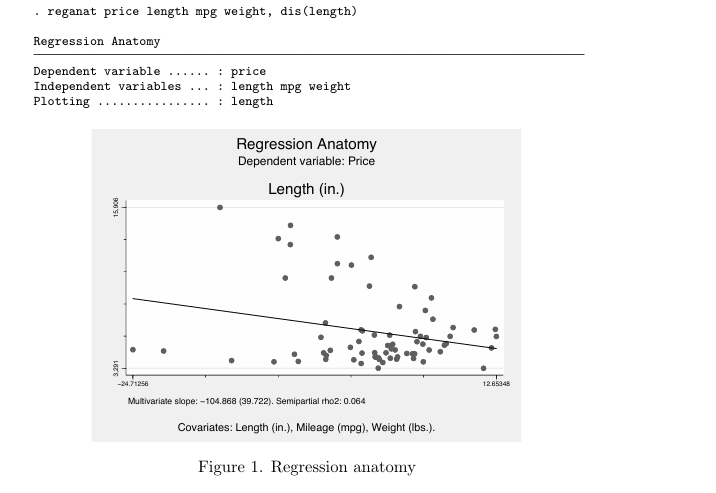 . reganat price length mpg weight, dis(length)
Regression Anatomy
Dependent variable ...... : price
Independent variables ... : length mpg weight
Plotting ................ : length
Regression Anatomy
Dependent variable: Price
Length (in.)
15,906
3,291
−24.71256
12.65348
Multivariate slope: −104.868 (39.722). Semipartial rho2: 0.064
Covariates: Length (in.), Mileage (mpg), Weight (lbs.).
Figure 1. Regression anatomy